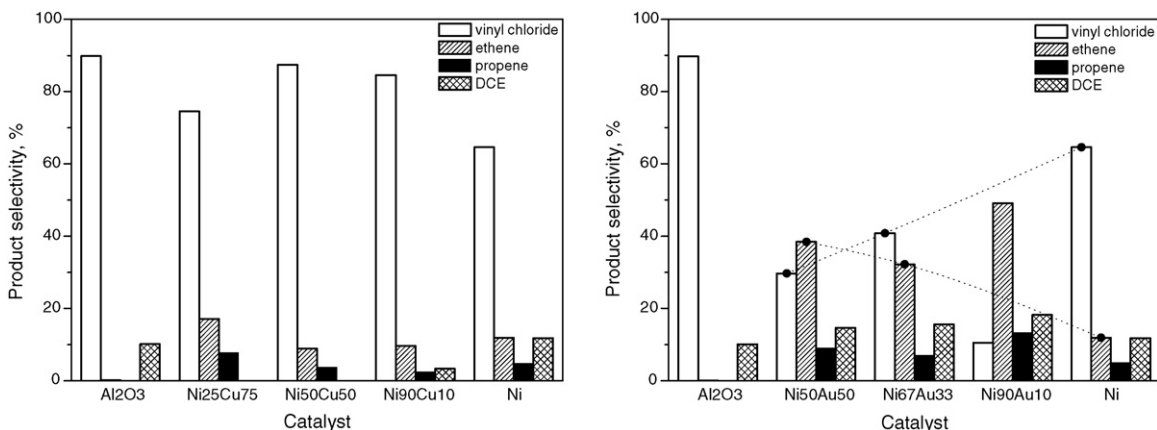 100
80
60
40
20
0
Product selectivity, %
vinyl chloride
ethene
propene
DCE
Al2O3 Ni25Cu75 Ni50Cu50 Ni90Cu10 Ni
Catalyst
100
80
60
40
20
0
Product selectivity, %
vinyl chloride
ethene
propene
DCE
Al2O3 Ni50Au50 Ni67Au33 Ni90Au10 Ni
Catalyst